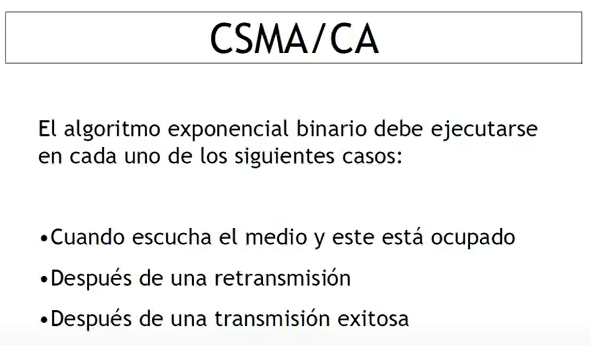 CSMA/CA
El algoritmo exponencial binario debe ejecutarse
en cada uno de los siguientes casos:
•Cuando escucha el medio y este está ocupado
•Después de una retransmisión
•Después de una transmisión exitosa